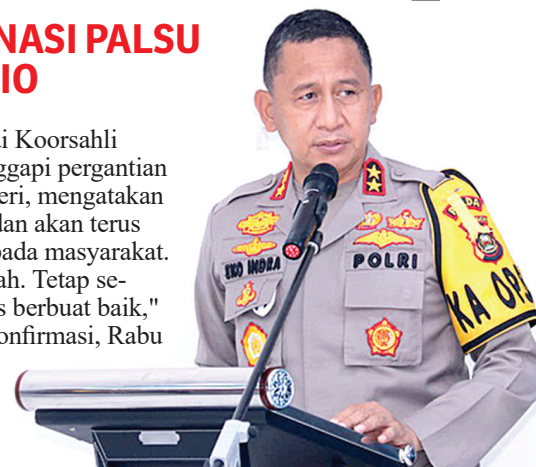 NASI PALSU
IO
i Koorsahli
ggapi pergantian
eri, mengatakan
dan akan terus
pada masyarakat.
ah. Tetap se-
s berbuat baik,"
onfirmasi, Rabu
EKO INDRA
POLRI
KA OPS